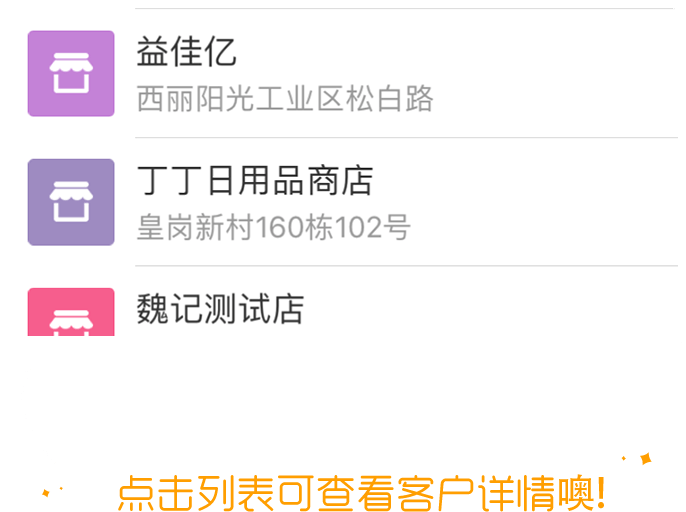 益佳亿
西丽阳光工业区松白路
丁丁日用品商店
皇岗新村160栋102号
魏记测试店
点击列表可查看客户详情噢!